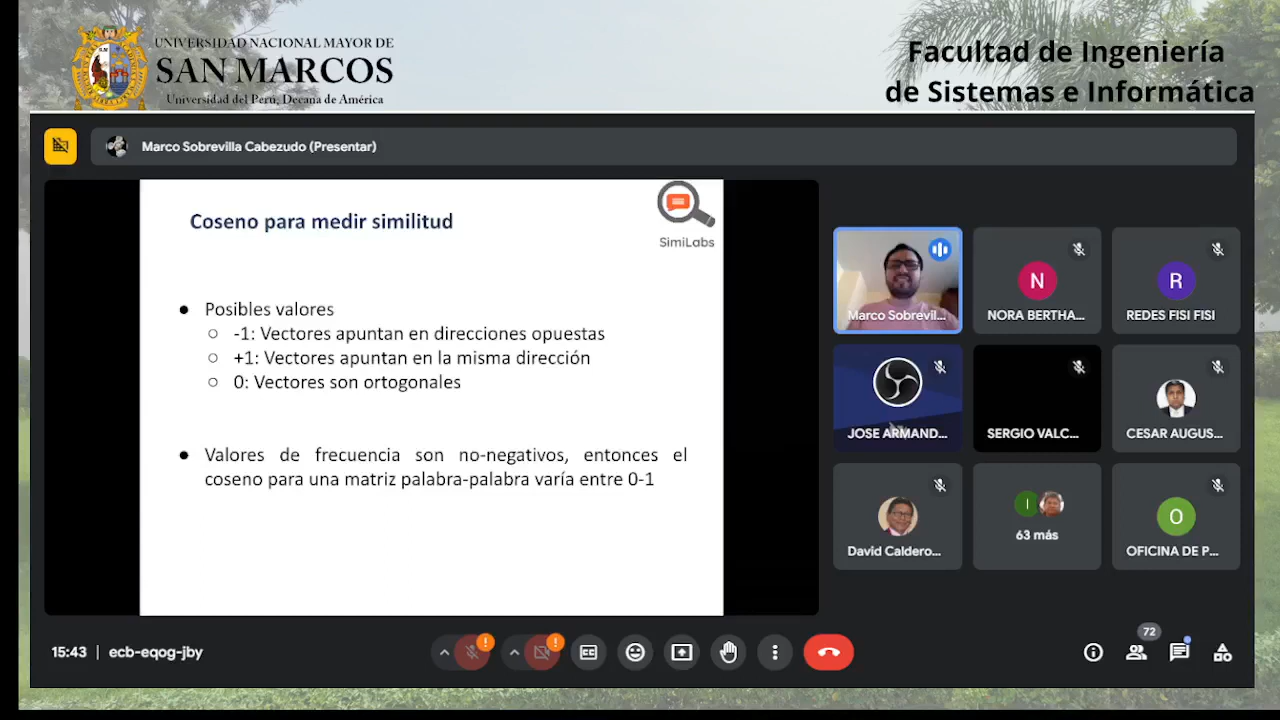 UNIVERSIDAD NACIONAL MAYOR DE
SAN MARCOS
Universidad del Perú, Decana de América
Facultad de Ingeniería
de Sistemas e Informática
Marco Sobrevilla Cabezudo (Presentar)
Coseno para medir similitud
SimiLabs
● Posibles valores
○ -1: Vectores apuntan en direcciones opuestas
○ +1: Vectores apuntan en la misma dirección
○ 0: Vectores son ortogonales
● Valores de frecuencia son no-negativos, entonces el
coseno para una matriz palabra-palabra varía entre 0-1
Marco Sobrevil...
N
NORA BERTHA...
R
REDES FISI FISI
JOSE ARMAND...
SERGIO VALC...
CESAR AUGUS...
David Caldero...
I
63 más
O
OFICINA DE P...
15:43 | ecb-eqog-jby
72